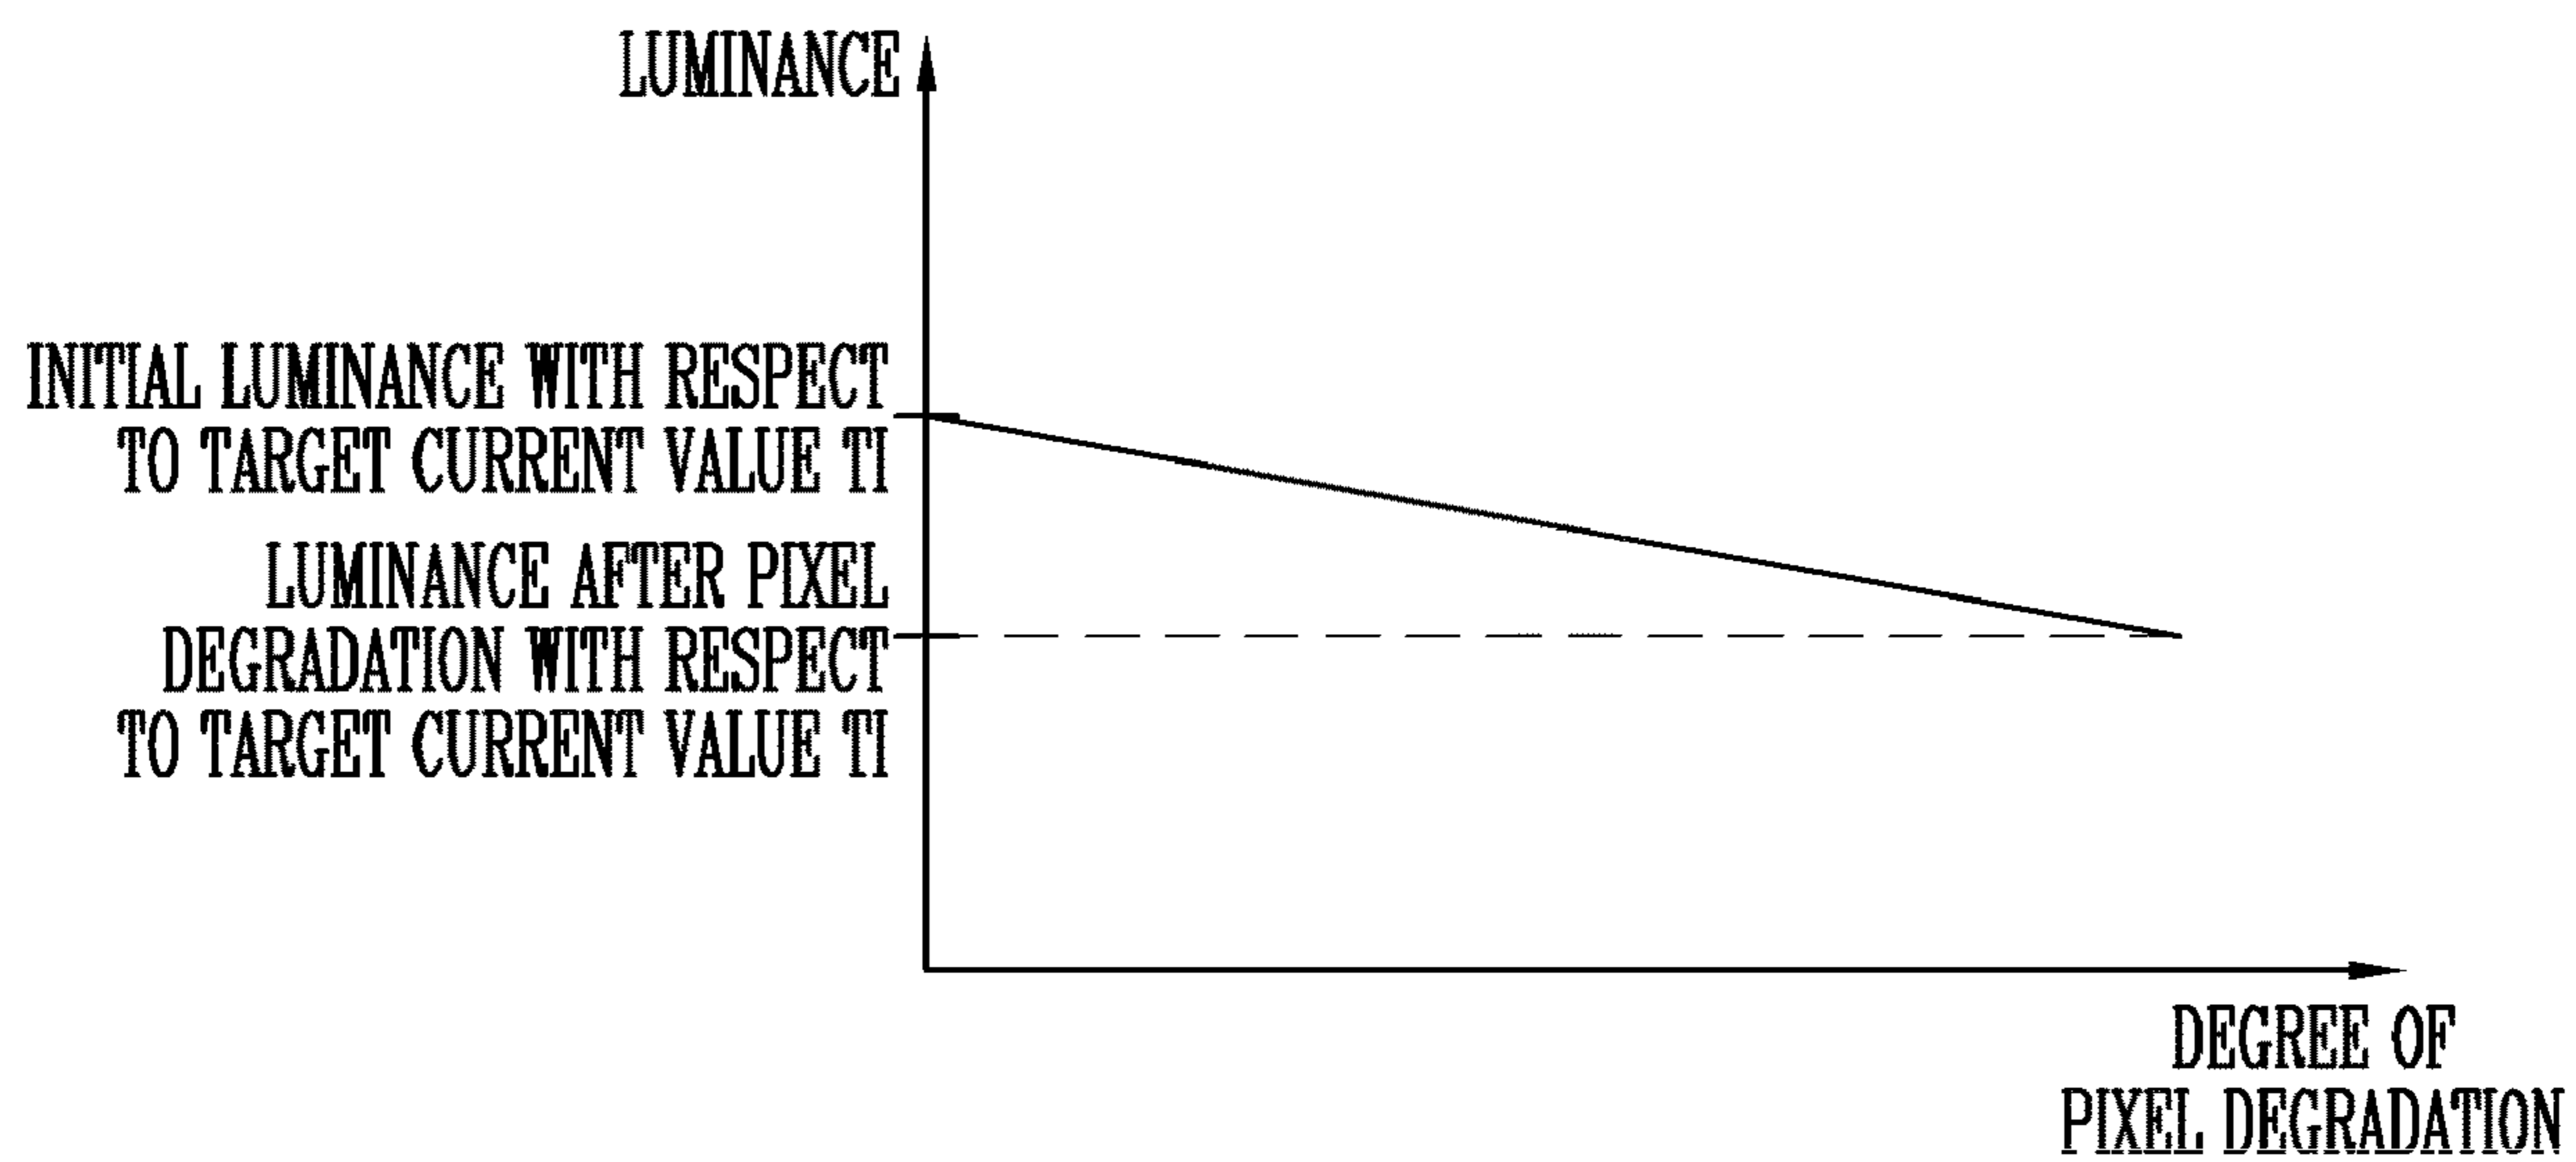 LUMINANCE
INITIAL LUMINANCE WITH RESPECT
TO TARGET CURRENT VALUE TI
LUMINANCE AFTER PIXEL
DEGRADATION WITH RESPECT
TO TARGET CURRENT VALUE TI
DEGREE OF
PIXEL DEGRADATION